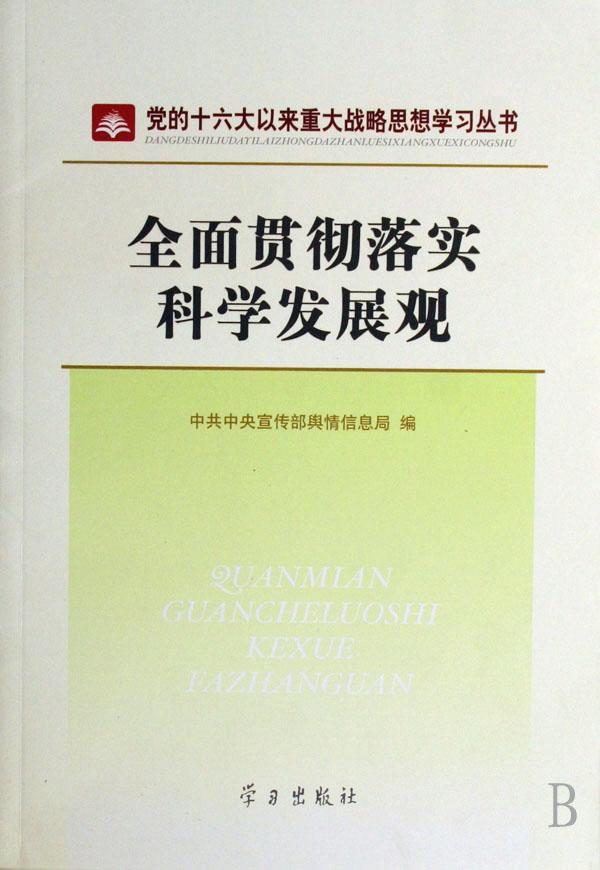 党的十六大以来重大战略思想学习丛书
DANGDESHILIUDAYILAIZHONGDAZHANLUESIXIANGXUEXICONGSHU
全面贯彻落实
科学发展观
中共中央宣传部舆情信息局 编
QUANMIAN
GUANCHELUOSHI
KEXUE
FAZHANGUAN
学习出版社
B